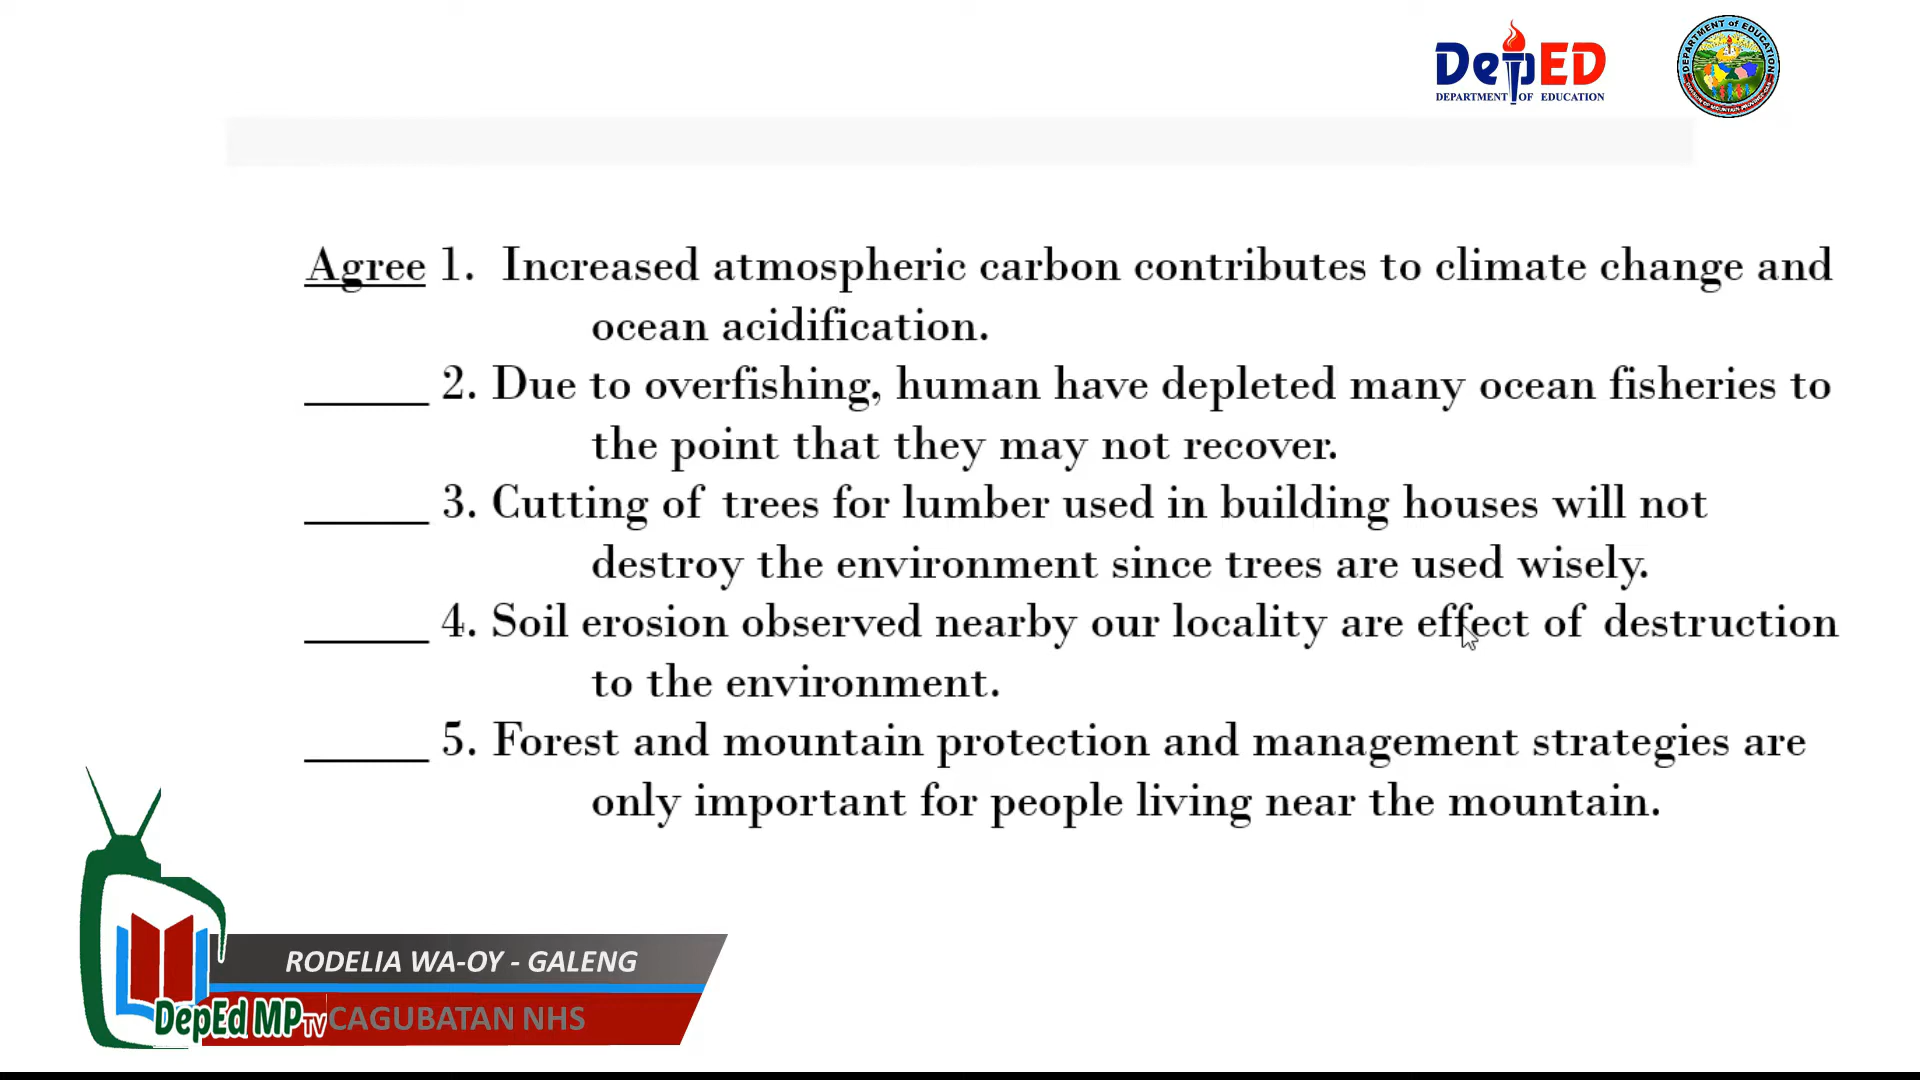 DepED
DEPARTMENT OF EDUCATION
DEPARTMENT of EDUCATION
Agree 1. Increased atmospheric carbon contributes to climate change and
ocean acidification.
_____ 2. Due to overfishing, human have depleted many ocean fisheries to
the point that they may not recover.
_____ 3. Cutting of trees for lumber used in building houses will not
destroy the environment since trees are used wisely.
_____ 4. Soil erosion observed nearby our locality are effect of destruction
to the environment.
_____ 5. Forest and mountain protection and management strategies are
only important for people living near the mountain.
RODELIA WA-OY - GALENG
DepEd MP TV CAGUBATAN NHS